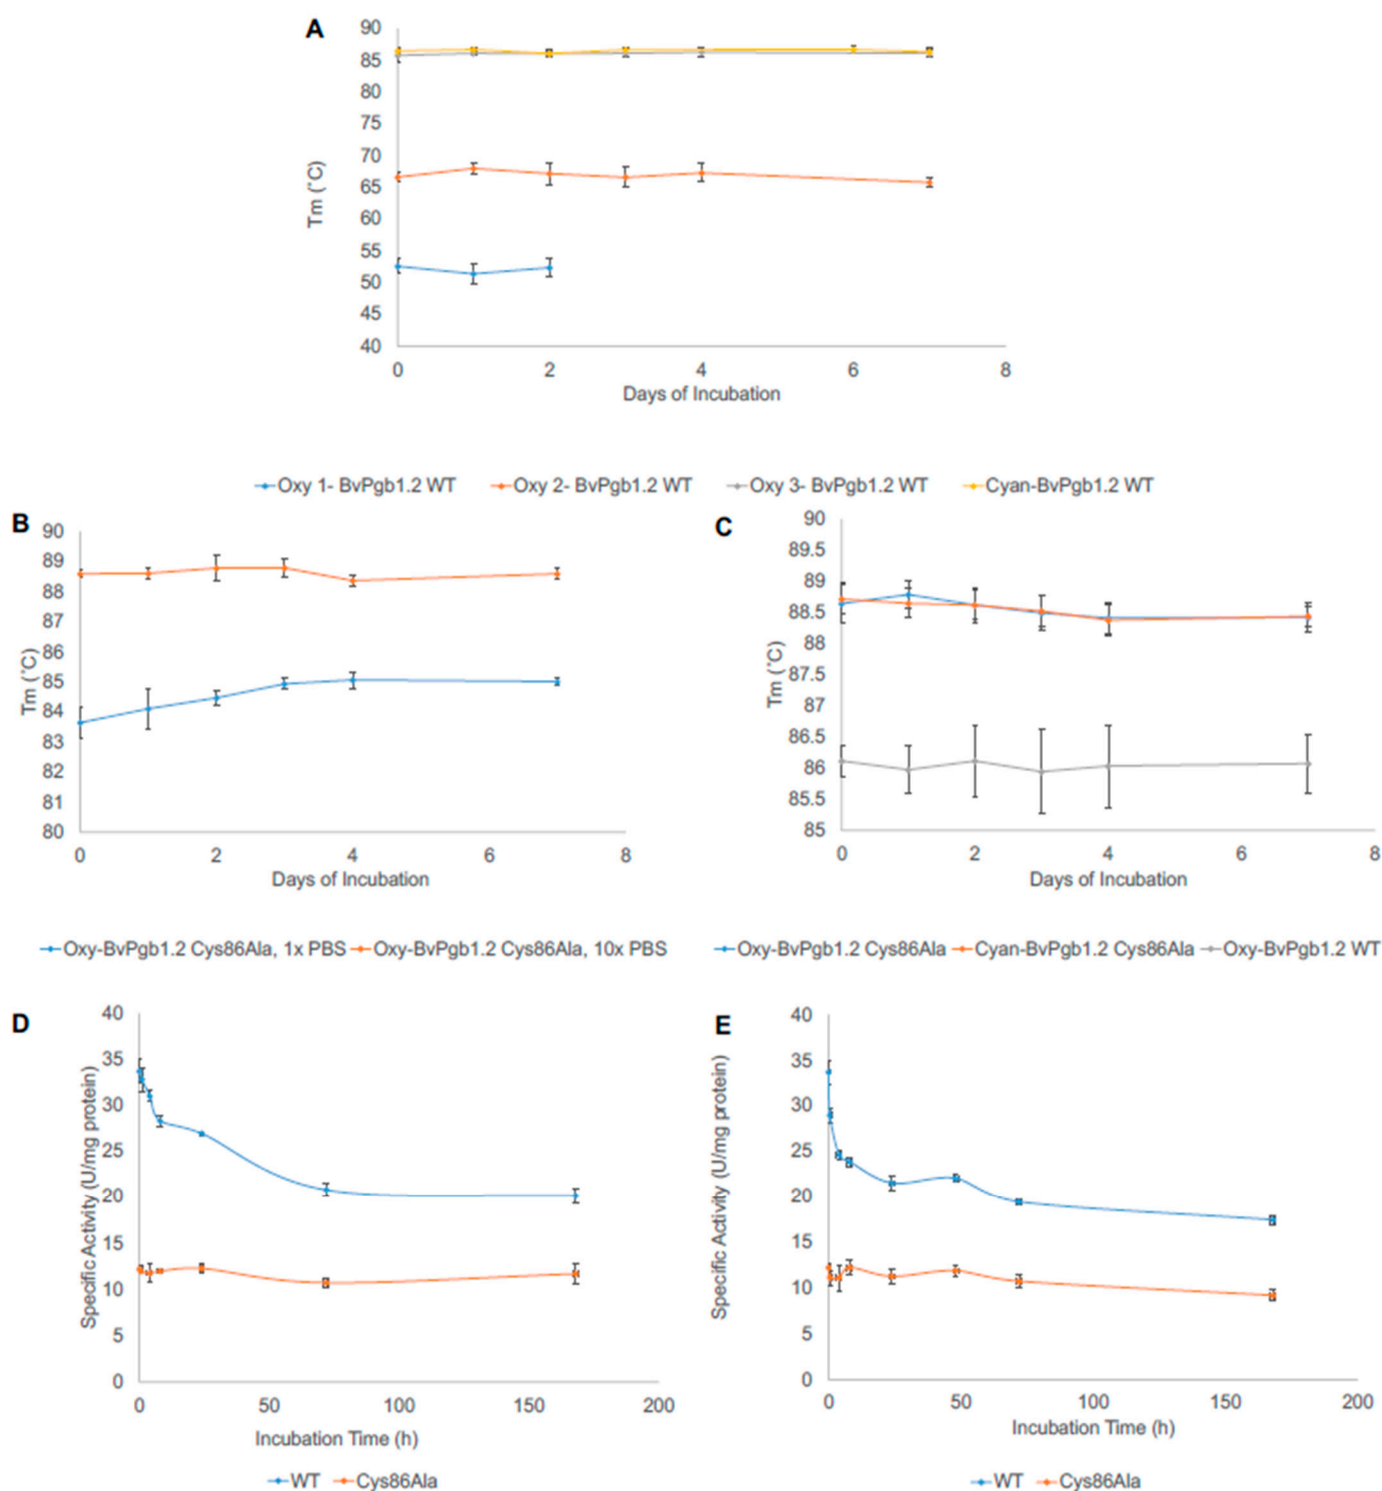 A
90
85
80
75
70
65
60
55
50
45
40
Tm (˚C)
0 2 4 6 8
Days of Incubation
Oxy 1- BvPgb1.2 WT Oxy 2- BvPgb1.2 WT Oxy 3- BvPgb1.2 WT Cyan-BvPgb1.2 WT
B
90
89
88
87
86
85
84
83
82
81
80
Tm (˚C)
0 2 4 6 8
Days of Incubation
Oxy-BvPgb1.2 Cys86Ala, 1x PBS Oxy-BvPgb1.2 Cys86Ala, 10x PBS
C
90
89.5
89
88.5
88
87.5
87
86.5
86
85.5
85
Tm (˚C)
0 2 4 6 8
Days of Incubation
Oxy-BvPgb1.2 Cys86Ala Cyan-BvPgb1.2 Cys86Ala Oxy-BvPgb1.2 WT
D
40
35
30
25
20
15
10
5
0
Specific Activity (U/mg protein)
0 50 100 150 200
Incubation Time (h)
WT Cys86Ala
E
40
35
30
25
20
15
10
5
0
Specific Activity (U/mg protein)
0 50 100 150 200
Incubation Time (h)
WT Cys86Ala